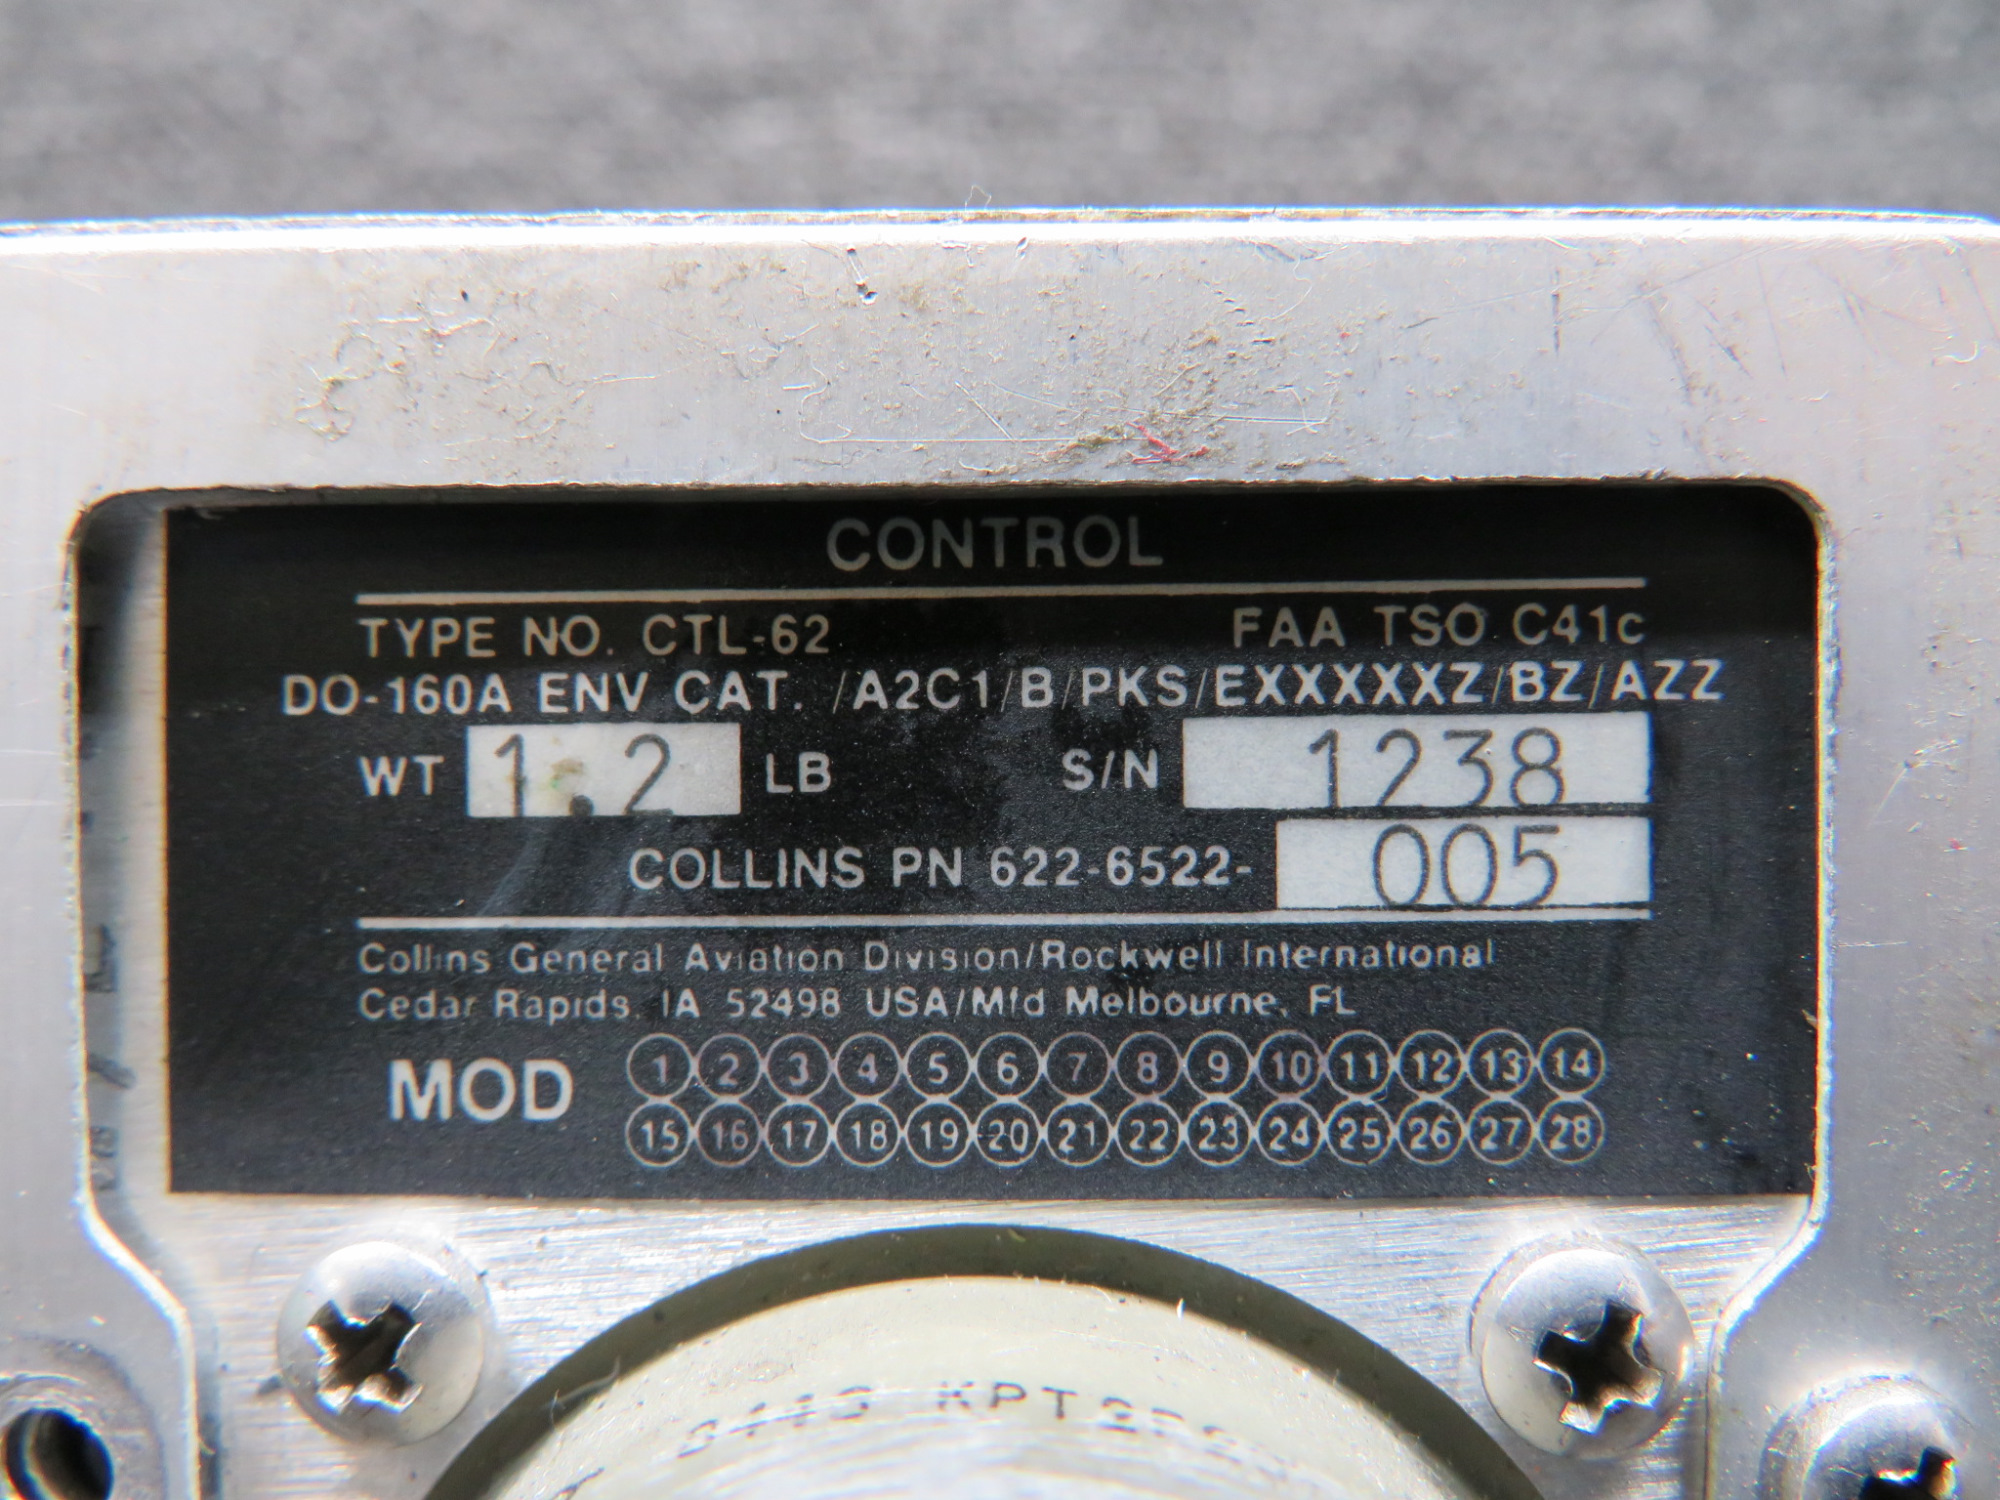 CONTROL
TYPE NO. CTL-62 FAA TSO C41c
DO-160A ENV CAT. /A2C1/B/PKS/EXXXXXZ/BZ/AZZ
WT 1.2 LB S/N 1238
COLLINS PN 622-6522- 005
Collins General Aviation Division/Rockwell International
Cedar Rapids, IA 52498 USA/Mfd Melbourne, FL
MOD 1 2 3 4 5 6 7 8 9 10 11 12 13 14
15 16 17 18 19 20 21 22 23 24 25 26 27 28